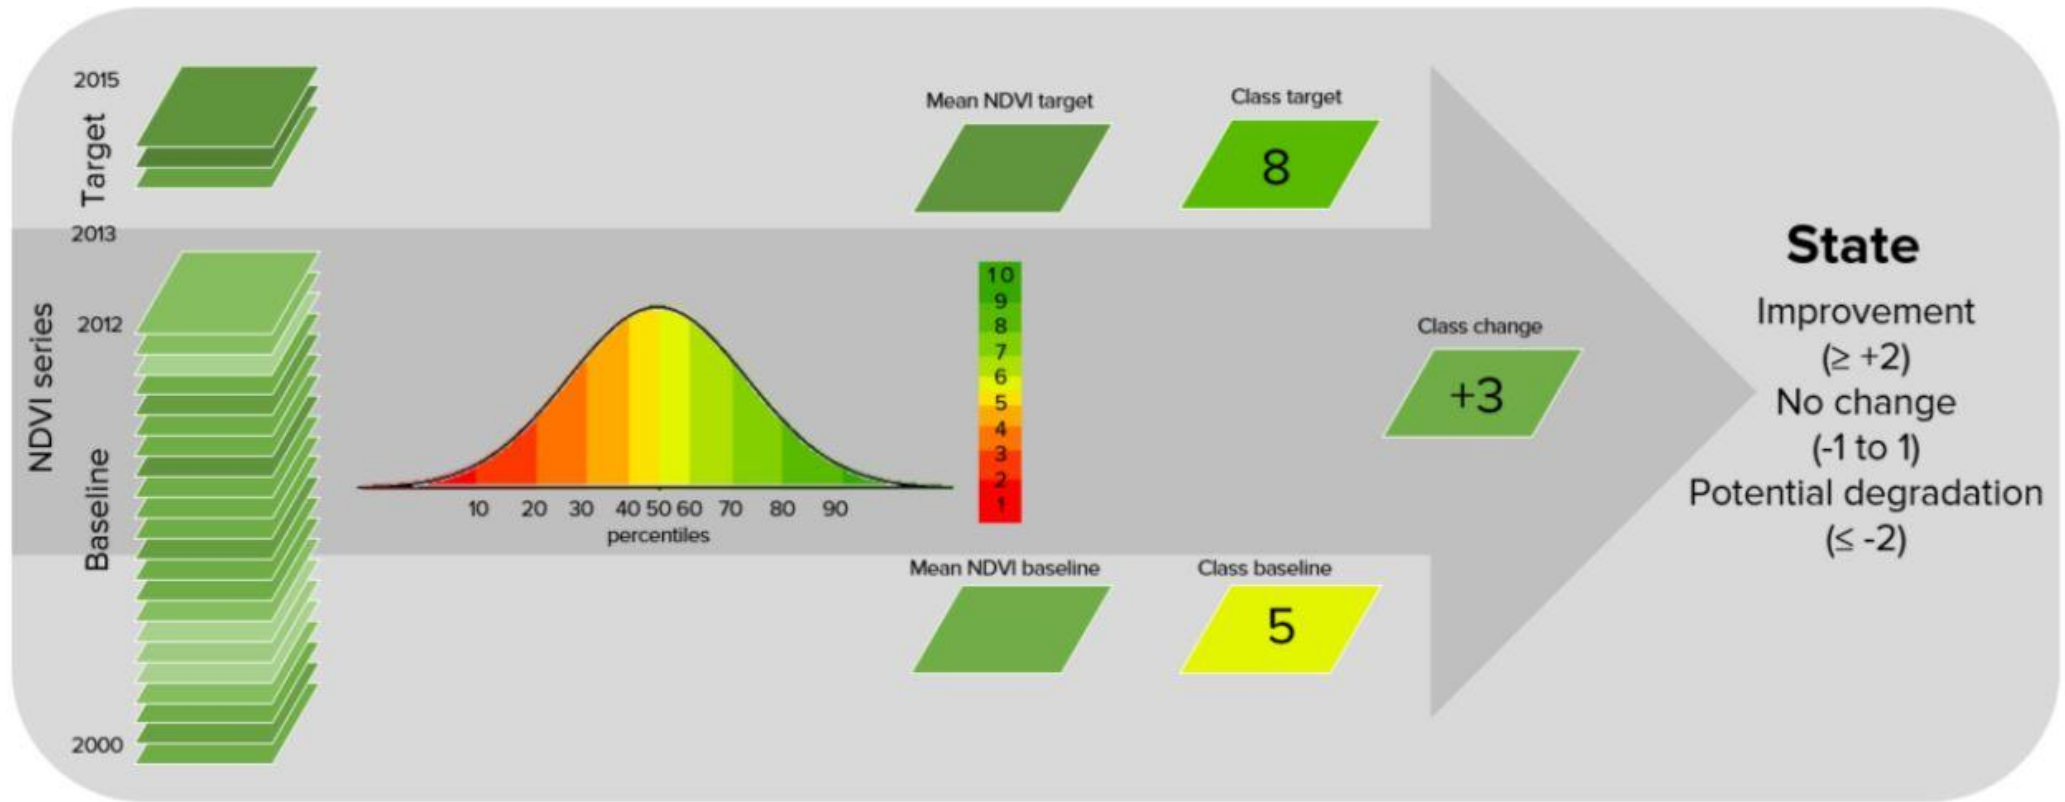 2015
Target
2013
NDVI series
2012
Baseline
2000
10 20 30 40 50 60 70 80 90
percentiles
Mean NDVI target
Class target
8
10
9
8
7
6
5
4
3
2
1
Mean NDVI baseline
Class baseline
5
Class change
+3
State
Improvement
(≥ +2)
No change
(-1 to 1)
Potential degradation
(≤ -2)